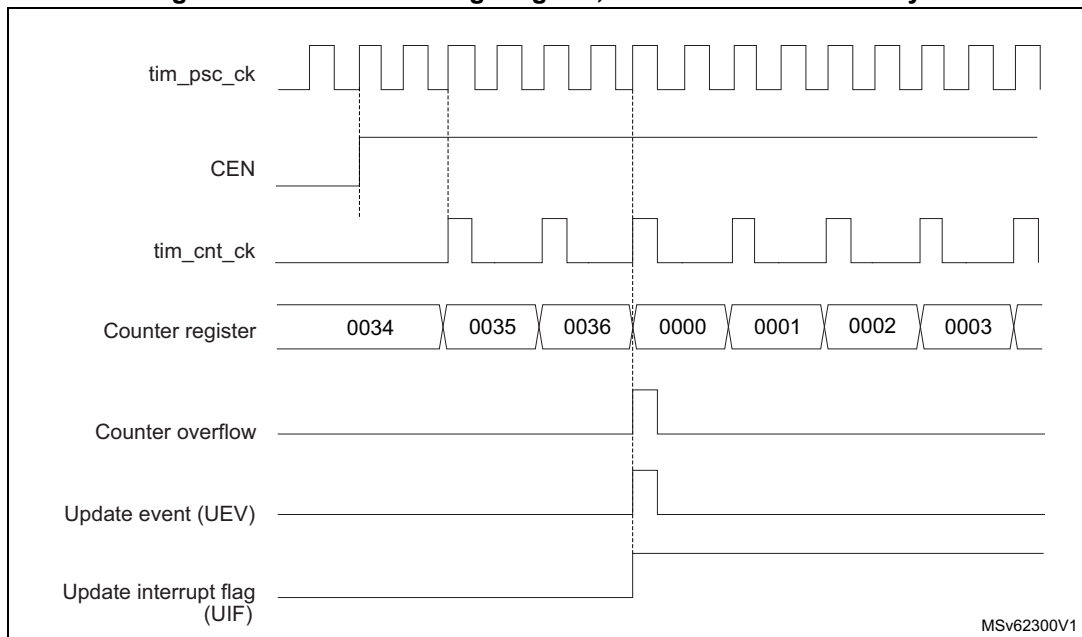 tim_psc_ck
CEN
tim_cnt_ck
Counter register
0034 0035 0036 0000 0001 0002 0003
Counter overflow
Update event (UEV)
Update interrupt flag
(UIF)
MSv62300V1